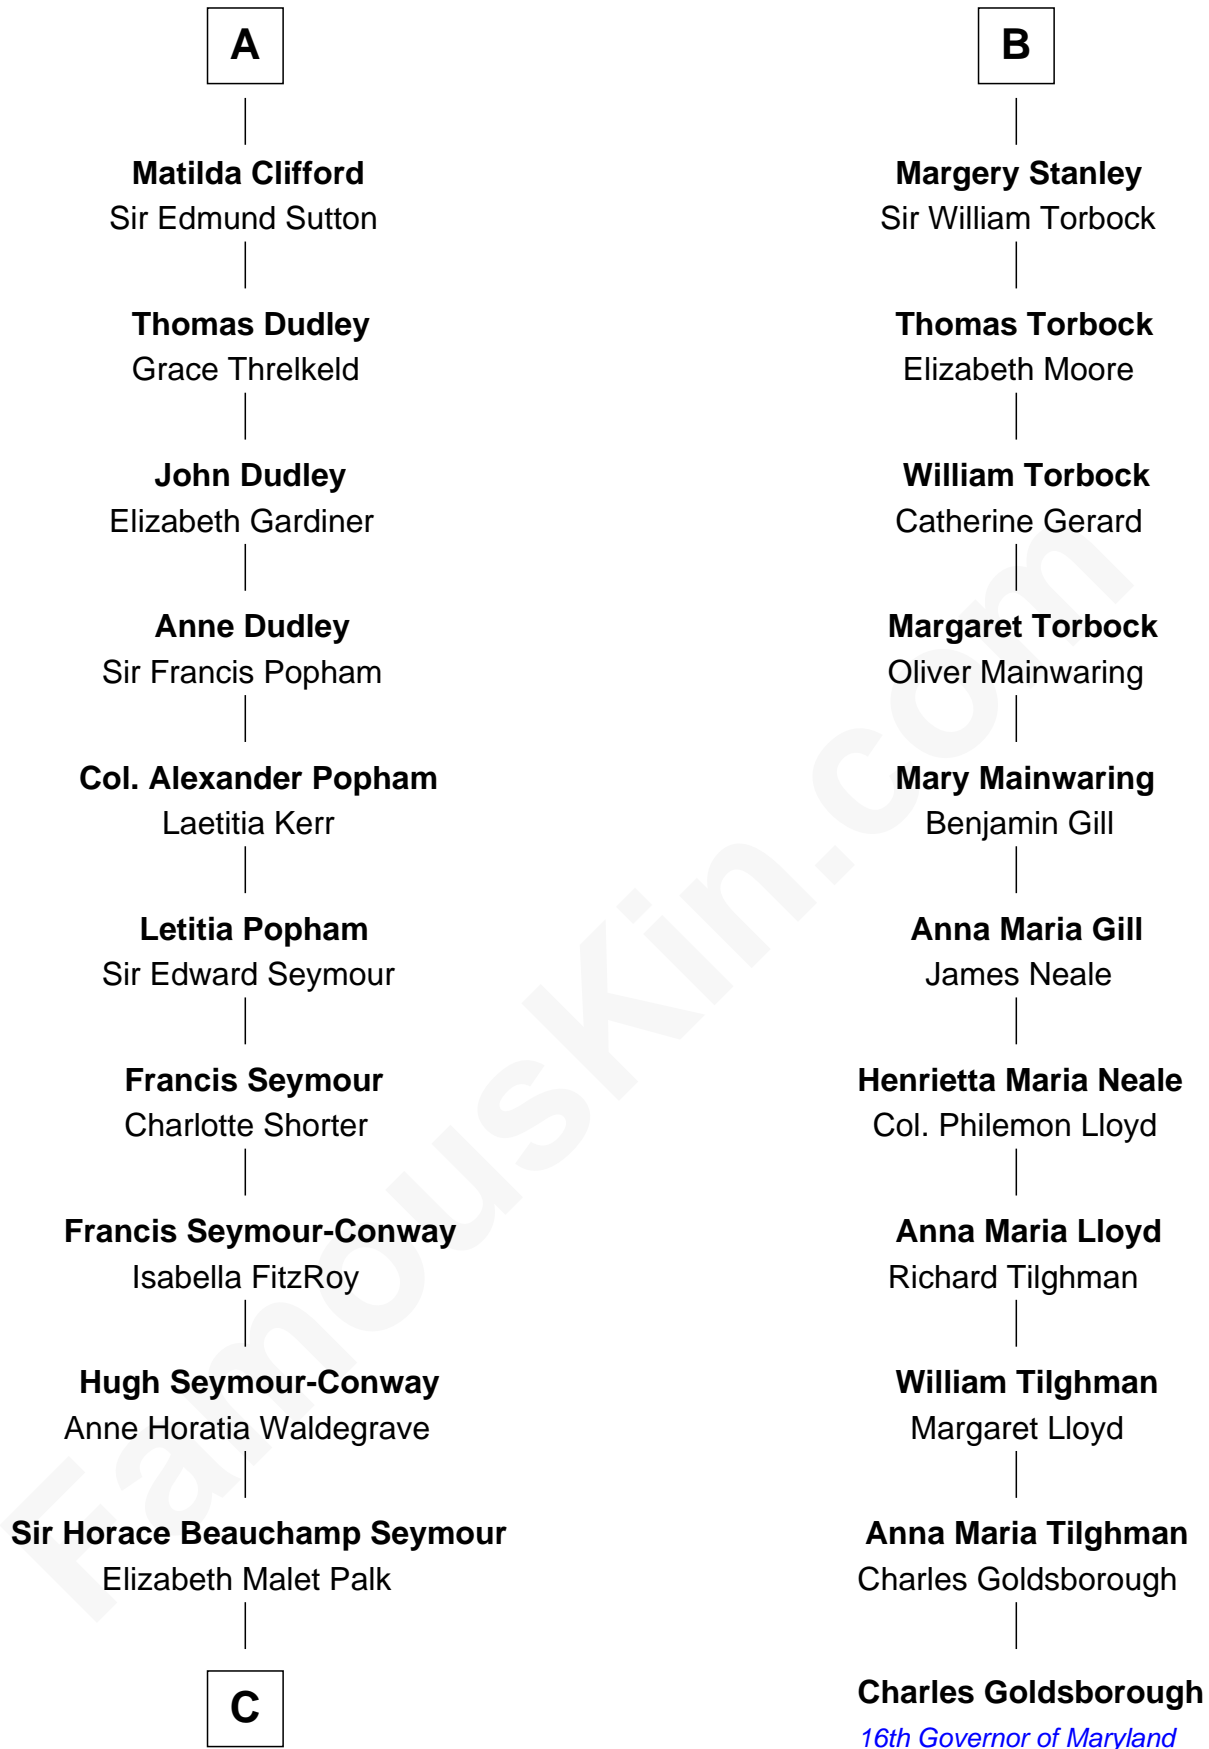 A
Matilda Clifford
Sir Edmund Sutton
Thomas Dudley
Grace Threlkeld
John Dudley
Elizabeth Gardiner
Anne Dudley
Sir Francis Popham
Col. Alexander Popham
Laetitia Kerr
Letitia Popham
Sir Edward Seymour
Francis Seymour
Charlotte Shorter
Francis Seymour-Conway
Isabella FitzRoy
Hugh Seymour-Conway
Anne Horatia Waldegrave
Sir Horace Beauchamp Seymour
Elizabeth Malet Palk
C
B
Margery Stanley
Sir William Torbock
Thomas Torbock
Elizabeth Moore
William Torbock
Catherine Gerard
Margaret Torbock
Oliver Mainwaring
Mary Mainwaring
Benjamin Gill
Anna Maria Gill
James Neale
Henrietta Maria Neale
Col. Philemon Lloyd
Anna Maria Lloyd
Richard Tilghman
William Tilghman
Margaret Lloyd
Anna Maria Tilghman
Charles Goldsborough
Charles Goldsborough
16th Governor of Maryland
FamousKin.com